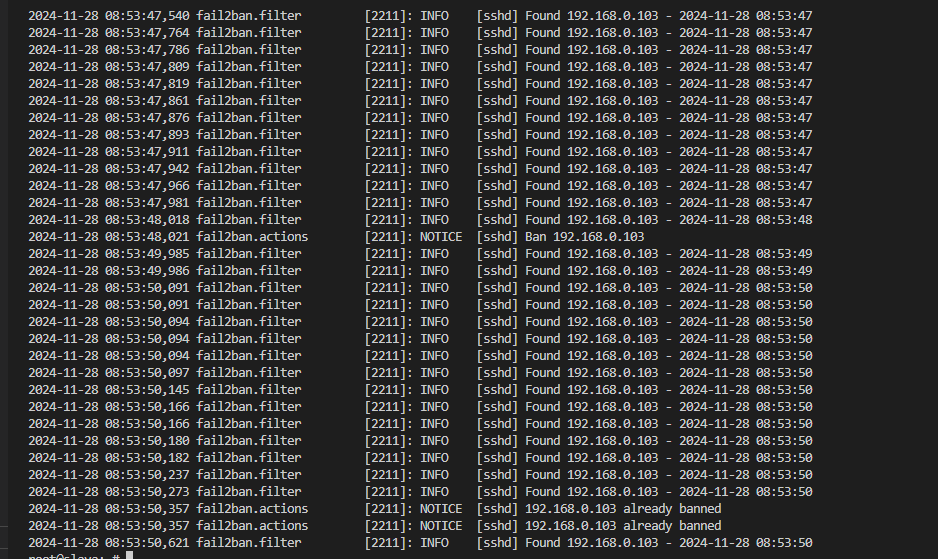 2024-11-28 08:53:47,540 fail2ban.filter         [2211]: INFO    [sshd] Found 192.168.0.103 - 2024-11-28 08:53:47
2024-11-28 08:53:47,764 fail2ban.filter         [2211]: INFO    [sshd] Found 192.168.0.103 - 2024-11-28 08:53:47
2024-11-28 08:53:47,786 fail2ban.filter         [2211]: INFO    [sshd] Found 192.168.0.103 - 2024-11-28 08:53:47
2024-11-28 08:53:47,809 fail2ban.filter         [2211]: INFO    [sshd] Found 192.168.0.103 - 2024-11-28 08:53:47
2024-11-28 08:53:47,819 fail2ban.filter         [2211]: INFO    [sshd] Found 192.168.0.103 - 2024-11-28 08:53:47
2024-11-28 08:53:47,861 fail2ban.filter         [2211]: INFO    [sshd] Found 192.168.0.103 - 2024-11-28 08:53:47
2024-11-28 08:53:47,876 fail2ban.filter         [2211]: INFO    [sshd] Found 192.168.0.103 - 2024-11-28 08:53:47
2024-11-28 08:53:47,893 fail2ban.filter         [2211]: INFO    [sshd] Found 192.168.0.103 - 2024-11-28 08:53:47
2024-11-28 08:53:47,911 fail2ban.filter         [2211]: INFO    [sshd] Found 192.168.0.103 - 2024-11-28 08:53:47
2024-11-28 08:53:47,942 fail2ban.filter         [2211]: INFO    [sshd] Found 192.168.0.103 - 2024-11-28 08:53:47
2024-11-28 08:53:47,966 fail2ban.filter         [2211]: INFO    [sshd] Found 192.168.0.103 - 2024-11-28 08:53:47
2024-11-28 08:53:47,981 fail2ban.filter         [2211]: INFO    [sshd] Found 192.168.0.103 - 2024-11-28 08:53:47
2024-11-28 08:53:48,018 fail2ban.filter         [2211]: INFO    [sshd] Found 192.168.0.103 - 2024-11-28 08:53:48
2024-11-28 08:53:48,021 fail2ban.actions        [2211]: NOTICE  [sshd] Ban 192.168.0.103
2024-11-28 08:53:49,985 fail2ban.filter         [2211]: INFO    [sshd] Found 192.168.0.103 - 2024-11-28 08:53:49
2024-11-28 08:53:49,986 fail2ban.filter         [2211]: INFO    [sshd] Found 192.168.0.103 - 2024-11-28 08:53:49
2024-11-28 08:53:50,091 fail2ban.filter         [2211]: INFO    [sshd] Found 192.168.0.103 - 2024-11-28 08:53:50
2024-11-28 08:53:50,091 fail2ban.filter         [2211]: INFO    [sshd] Found 192.168.0.103 - 2024-11-28 08:53:50
2024-11-28 08:53:50,094 fail2ban.filter         [2211]: INFO    [sshd] Found 192.168.0.103 - 2024-11-28 08:53:50
2024-11-28 08:53:50,094 fail2ban.filter         [2211]: INFO    [sshd] Found 192.168.0.103 - 2024-11-28 08:53:50
2024-11-28 08:53:50,094 fail2ban.filter         [2211]: INFO    [sshd] Found 192.168.0.103 - 2024-11-28 08:53:50
2024-11-28 08:53:50,097 fail2ban.filter         [2211]: INFO    [sshd] Found 192.168.0.103 - 2024-11-28 08:53:50
2024-11-28 08:53:50,145 fail2ban.filter         [2211]: INFO    [sshd] Found 192.168.0.103 - 2024-11-28 08:53:50
2024-11-28 08:53:50,166 fail2ban.filter         [2211]: INFO    [sshd] Found 192.168.0.103 - 2024-11-28 08:53:50
2024-11-28 08:53:50,166 fail2ban.filter         [2211]: INFO    [sshd] Found 192.168.0.103 - 2024-11-28 08:53:50
2024-11-28 08:53:50,180 fail2ban.filter         [2211]: INFO    [sshd] Found 192.168.0.103 - 2024-11-28 08:53:50
2024-11-28 08:53:50,182 fail2ban.filter         [2211]: INFO    [sshd] Found 192.168.0.103 - 2024-11-28 08:53:50
2024-11-28 08:53:50,237 fail2ban.filter         [2211]: INFO    [sshd] Found 192.168.0.103 - 2024-11-28 08:53:50
2024-11-28 08:53:50,273 fail2ban.filter         [2211]: INFO    [sshd] Found 192.168.0.103 - 2024-11-28 08:53:50
2024-11-28 08:53:50,357 fail2ban.actions        [2211]: NOTICE  [sshd] 192.168.0.103 already banned
2024-11-28 08:53:50,357 fail2ban.actions        [2211]: NOTICE  [sshd] 192.168.0.103 already banned
2024-11-28 08:53:50,621 fail2ban.filter         [2211]: INFO    [sshd] Found 192.168.0.103 - 2024-11-28 08:53:50